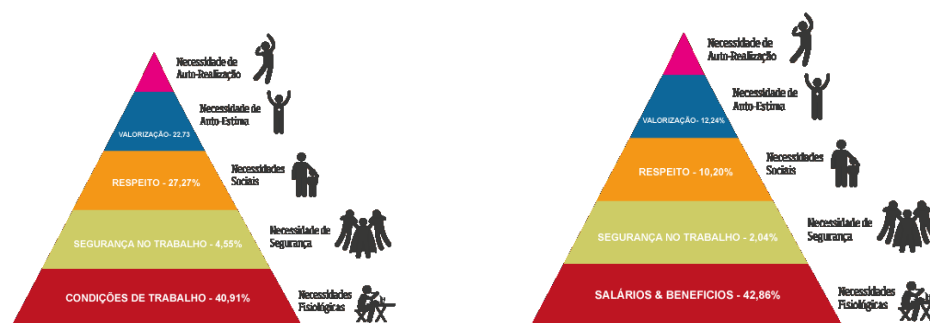 Necessidade de
Auto-Realização
Necessidade de
Auto-Estima
VALORIZAÇÃO- 22,73
Necessidades
Sociais
RESPEITO - 27,27%
Necessidade de
Segurança
SEGURANÇA NO TRABALHO - 4,55%
Necessidades
Fisiológicas
CONDIÇÕES DE TRABALHO - 40,91%
Necessidade de
Auto-Realização
Necessidade de
Auto-Estima
VALORIZAÇÃO- 12,24%
Necessidades
Sociais
RESPEITO - 10,20%
Necessidade de
Segurança
SEGURANÇA NO TRABALHO - 2,04%
Necessidades
Fisiológicas
SALÁRIOS & BENEFICIOS - 42,86%